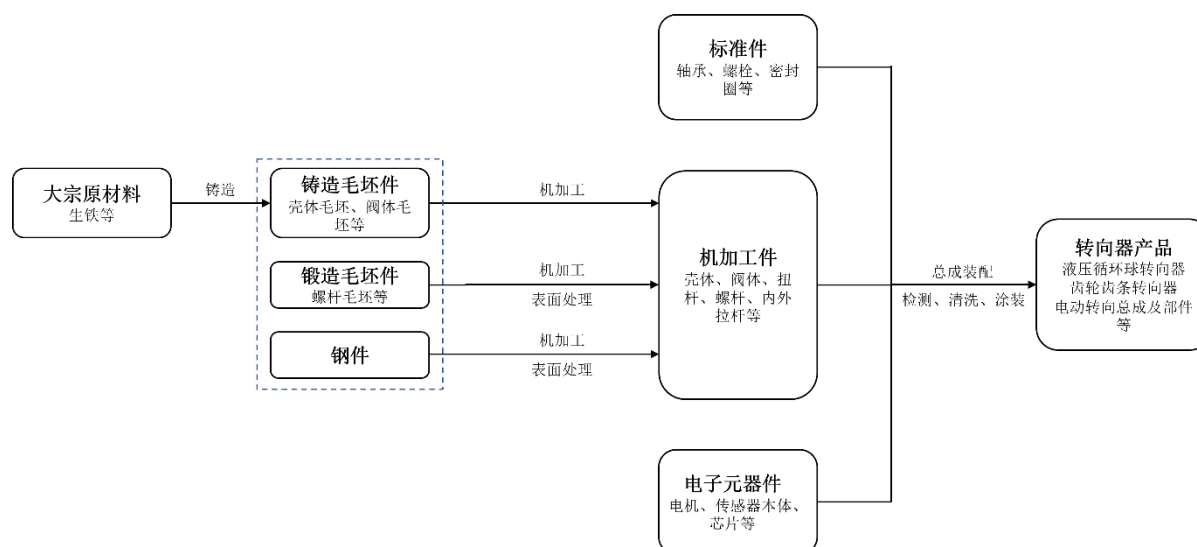 标准件
轴承、螺栓、密封
圈等
大宗原材料
生铁等
铸造
铸造毛坯件
壳体毛坯、阀体毛
坯等
机加工
锻造毛坯件
螺杆毛坯等
机加工
表面处理
钢件
机加工
表面处理
机加工件
壳体、阀体、扭
杆、螺杆、内外
拉杆等
总成装配
检测、清洗、涂装
转向器产品
液压循环球转向器
齿轮齿条转向器
电动转向总成及部件
等
电子元器件
电机、传感器木体、
芯片等